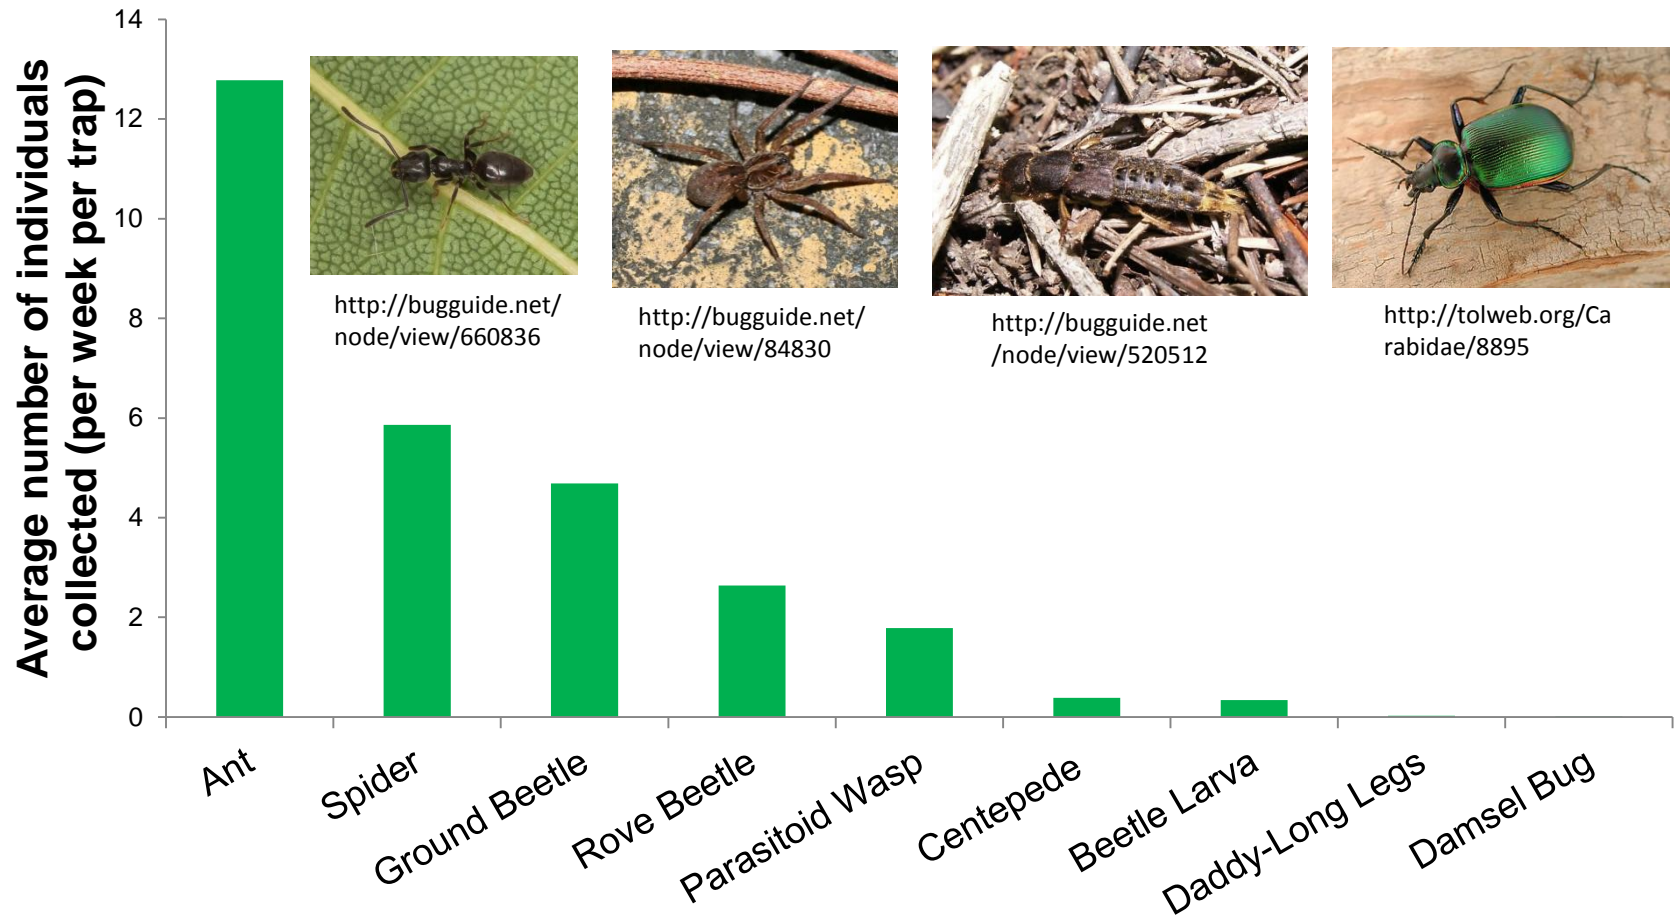 Average number of individuals
collected (per week per trap)
14
12
10
8
6
4
2
0
http://bugguide.net/
node/view/660836
http://bugguide.net/
node/view/84830
http://bugguide.net
/node/view/520512
http://tolweb.org/Ca
rabidae/8895
Ant
Spider
Ground Beetle
Rove Beetle
Parasitoid Wasp
Centepede
Beetle Larva
Daddy-Long Legs
Damsel Bug